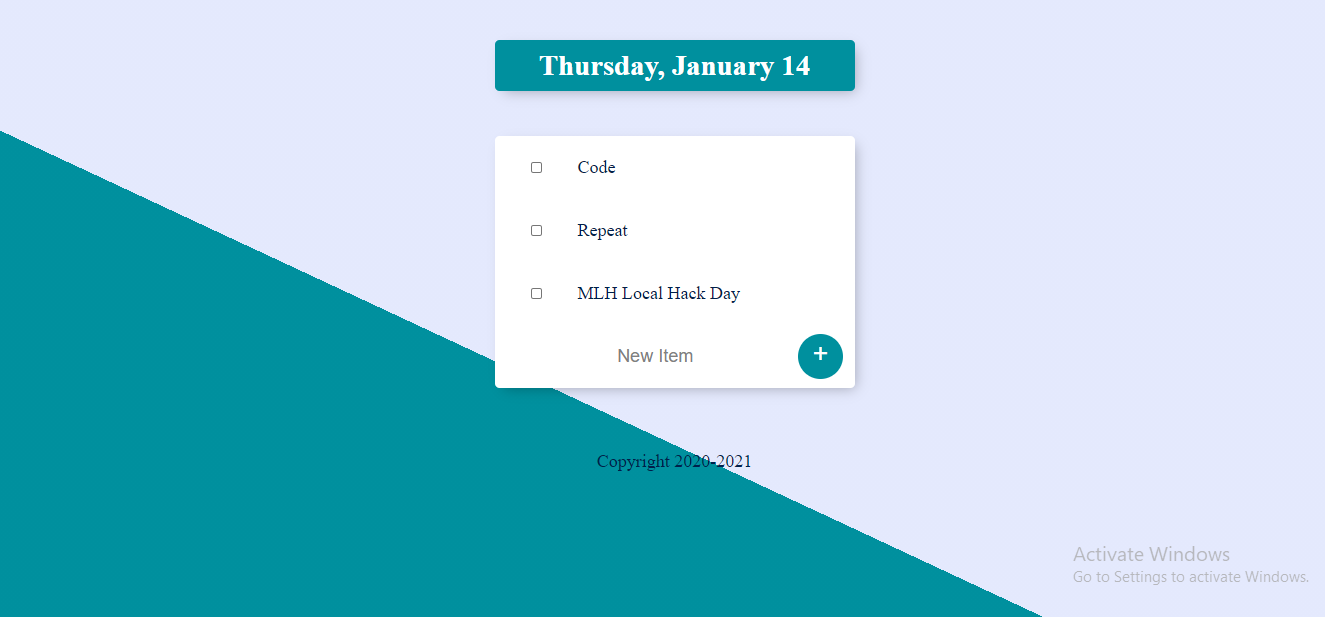 Thursday, January 14
Code
Repeat
MLH Local Hack Day
New Item
+
Copyright 2020-2021
Activate Windows
Go to Settings to activate Windows.